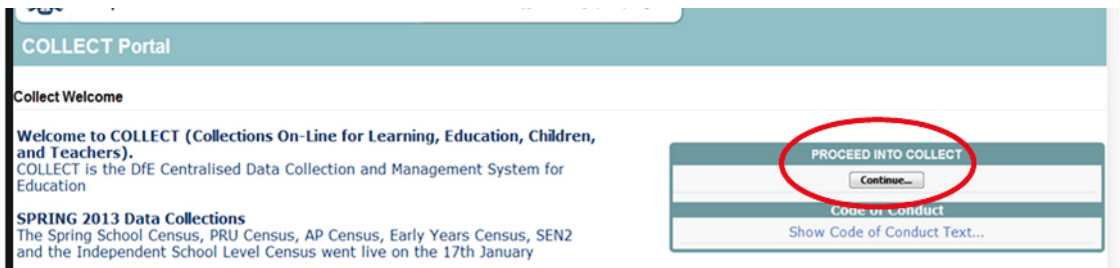 COLLECT Portal
Collect Welcome
Welcome to COLLECT (Collections On-Line for Learning, Education, Children,
and Teachers).
COLLECT is the DfE Centralised Data Collection and Management System for
Education
SPRING 2013 Data Collections
The Spring School Census, PRU Census, AP Census, Early Years Census, SEN2
and the Independent School Level Census went live on the 17th January
PROCEED INTO COLLECT
Continue...
Code of Conduct
Show Code of Conduct Text...